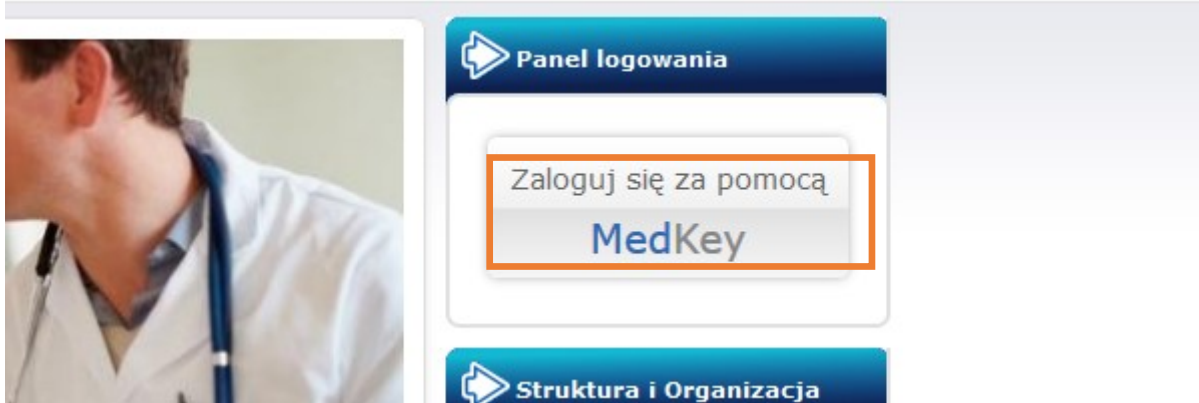 Panel logowania
Zaloguj się za pomocą
MedKey
Struktura i Organizacja